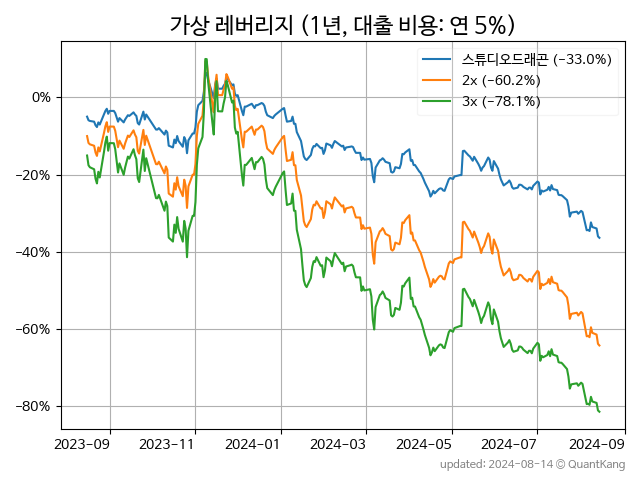 가상 레버리지 (1년, 대출 비용: 연 5%)
스튜디오드래곤 (−33.0%)
2x (−60.2%)
3x (−78.1%)
0%
−20%
−40%
−60%
−80%
2023-09 2023-11 2024-01 2024-03 2024-05 2024-07 2024-09
updated: 2024-08-14 © QuantKang